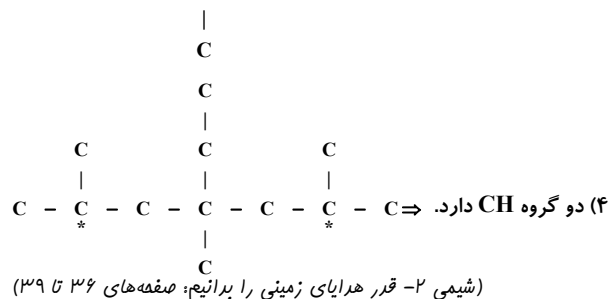 |
C
C
|
C C C
| | |
C – C – C – C – C – C – C ⇒ ۴) دو گروه CH دارد.
* | *
C
(شیمی ۲- قدر هدایای زمینی را بدانیم: صفحه‌های ۳۶ تا ۳۹)